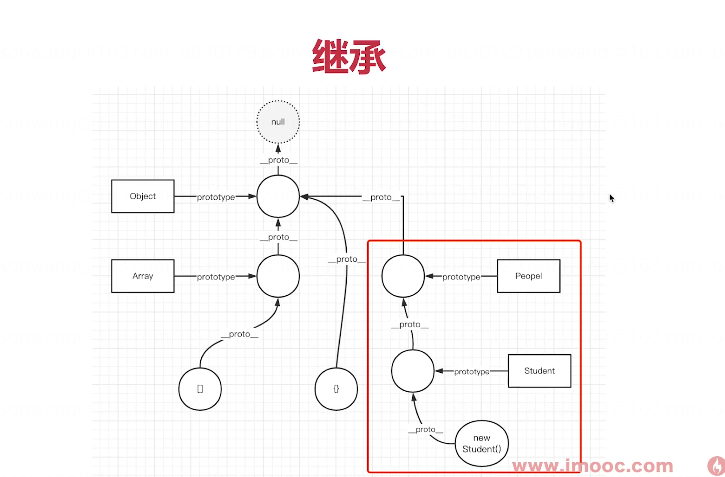 继承
null
__proto__
Object
prototype
__proto__
__proto__
Array
prototype
__proto__
prototype
Peopel
__proto__
__proto__
[]
{}
prototype
Student
__proto__
new
Student()
www.imooc.com